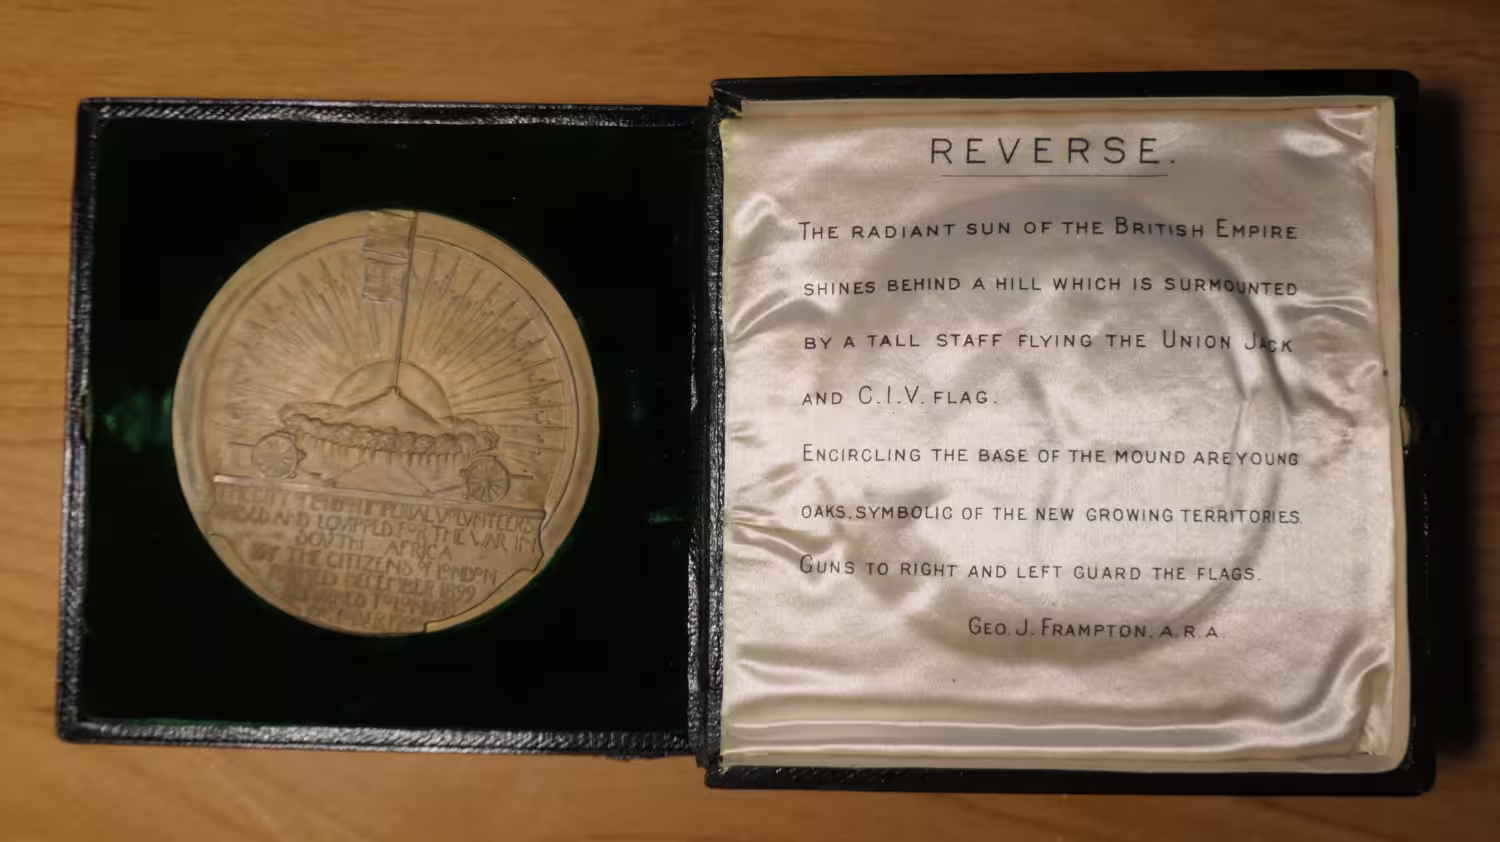 THE CITY IMPERIAL VOLUNTEERS
AND EQUIPPED FOR THE WAR IN
SOUTH AFRICA
BY THE CITIZENS OF LONDON
DECEMBER 1899
TO LONDON
REVERSE.
THE RADIANT SUN OF THE BRITISH EMPIRE
SHINES BEHIND A HILL WHICH IS SURMOUNTED
BY A TALL STAFF FLYING THE UNION JACK
AND C.I.V. FLAG.
ENCIRCLING THE BASE OF THE MOUND ARE YOUNG
OAKS, SYMBOLIC OF THE NEW GROWING TERRITORIES.
GUNS TO RIGHT AND LEFT GUARD THE FLAGS.
GEO. J. FRAMPTON, A.R.A.